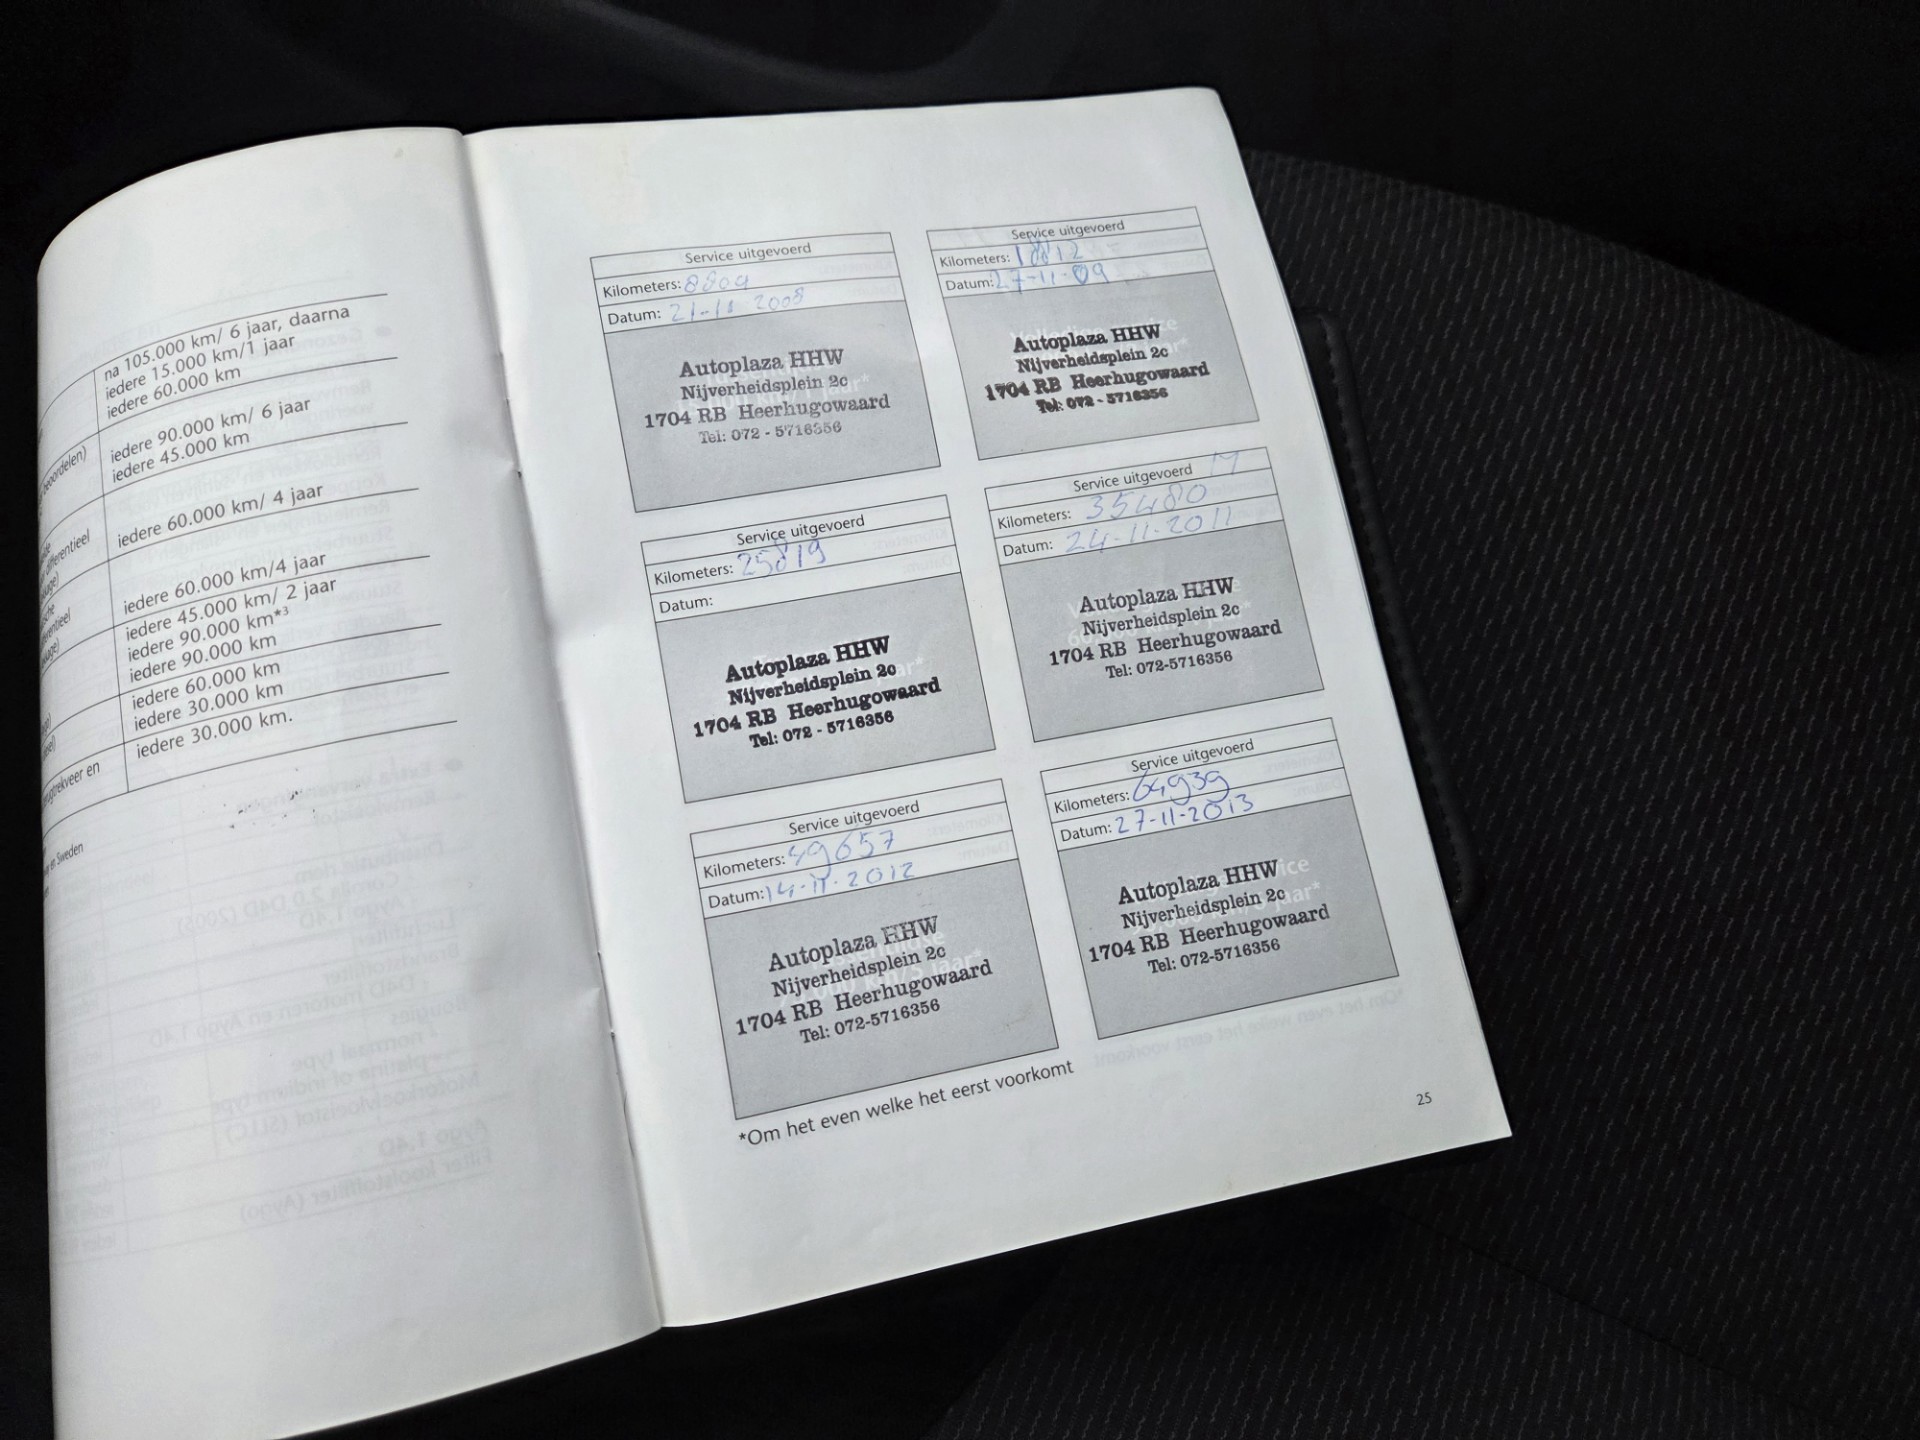 na 105.000 km/ 6 jaar, daarna
iedere 15.000 km/1 jaar
iedere 60.000 km
beoordelen)
iedere 90.000 km/ 6 jaar
iedere 45.000 km
differentieel
iedere 60.000 km/ 4 jaar
iedere 60.000 km/4 jaar
iedere 45.000 km/ 2 jaar
iedere 90.000 km*3
iedere 90.000 km
iedere 60.000 km
iedere 30.000 km
iedere 30.000 km.
en Sweden
Service uitgevoerd
Kilometers: 8809
Datum: 21-11-2008
Autoplaza HHW
Nijverheidsplein 2c
1704 RB Heerhugowaard
Tel: 072 - 5716356
Service uitgevoerd
Kilometers: 18812
Datum: 27-11-09
Autoplaza HHW
Nijverheidsplein 2c
1704 RB Heerhugowaard
Tel: 072 - 5716356
Service uitgevoerd
Kilometers: 25819
Datum:
Autoplaza HHW
Nijverheidsplein 2c
1704 RB Heerhugowaard
Tel: 072 - 5716356
Service uitgevoerd
Kilometers: 35480
Datum: 24-11-2011
Autoplaza HHW
Nijverheidsplein 2c
1704 RB Heerhugowaard
Tel: 072-5716356
Service uitgevoerd
Kilometers: 49657
Datum: 14-11-2012
Autoplaza HHW
Nijverheidsplein 2c
1704 RB Heerhugowaard
Tel: 072-5716356
Service uitgevoerd
Kilometers: 64939
Datum: 27-11-2013
Autoplaza HHW
Nijverheidsplein 2c
1704 RB Heerhugowaard
Tel: 072-5716356
*Om het even welke het eerst voorkomt
25